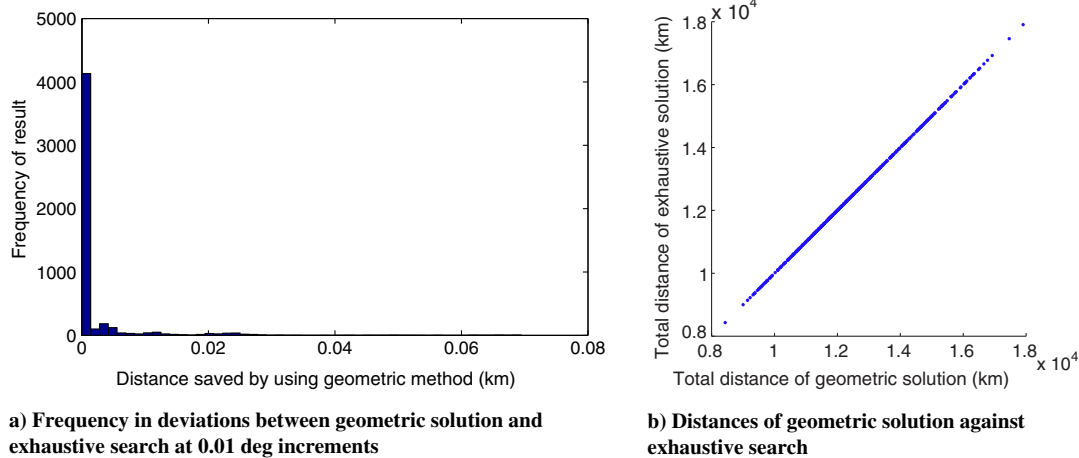 5000
4000
3000
2000
1000
0
Frequency of result
0
0.02
0.04
0.06
0.08
Distance saved by using geometric method (km)
a) Frequency in deviations between geometric solution and
exhaustive search at 0.01 deg increments
x 10^4
1.8
1.6
1.4
1.2
1
0.8
Total distance of exhaustive solution (km)
0.8
1
1.2
1.4
1.6
1.8
x 10^4
Total distance of geometric solution (km)
b) Distances of geometric solution against
exhaustive search